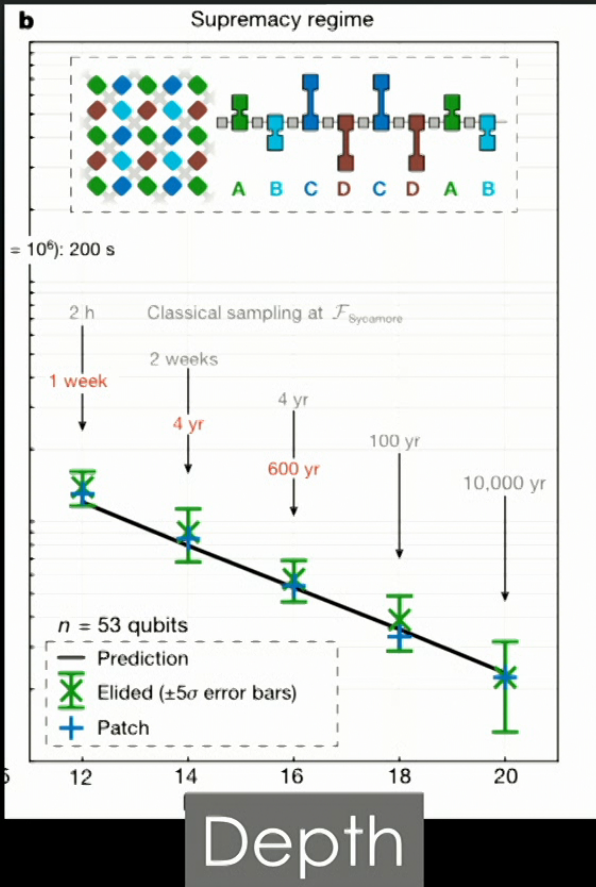 b
Supremacy regime
A B C D C D A B
= 10⁶): 200 s
2 h
Classical sampling at ℱSycamore
2 weeks
1 week
4 yr
4 yr
100 yr
600 yr
10,000 yr
n = 53 qubits
Prediction
Elided (±5σ error bars)
Patch
12 14 16 18 20
Depth